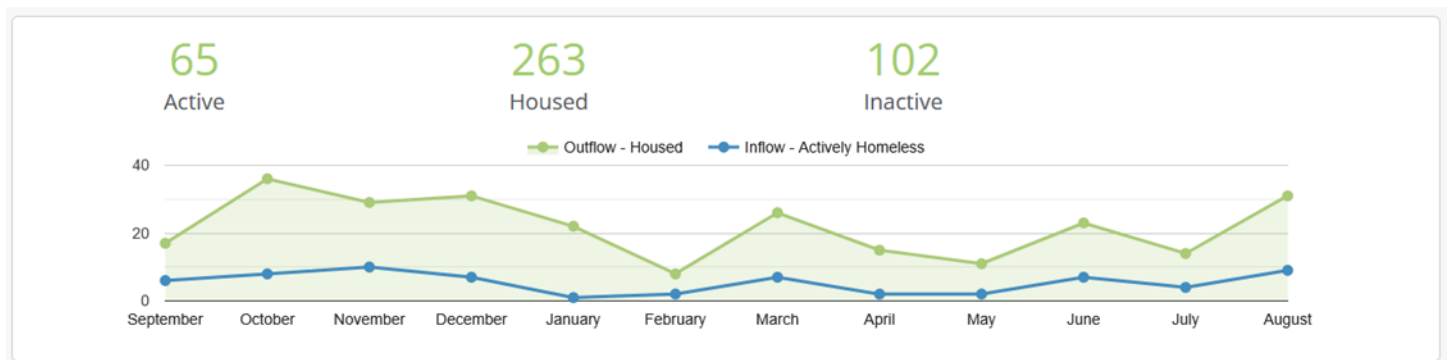 65 263 102
Active Housed Inactive
Outflow - Housed Inflow - Actively Homeless
40
20
0
September October November December January February March April May June July August